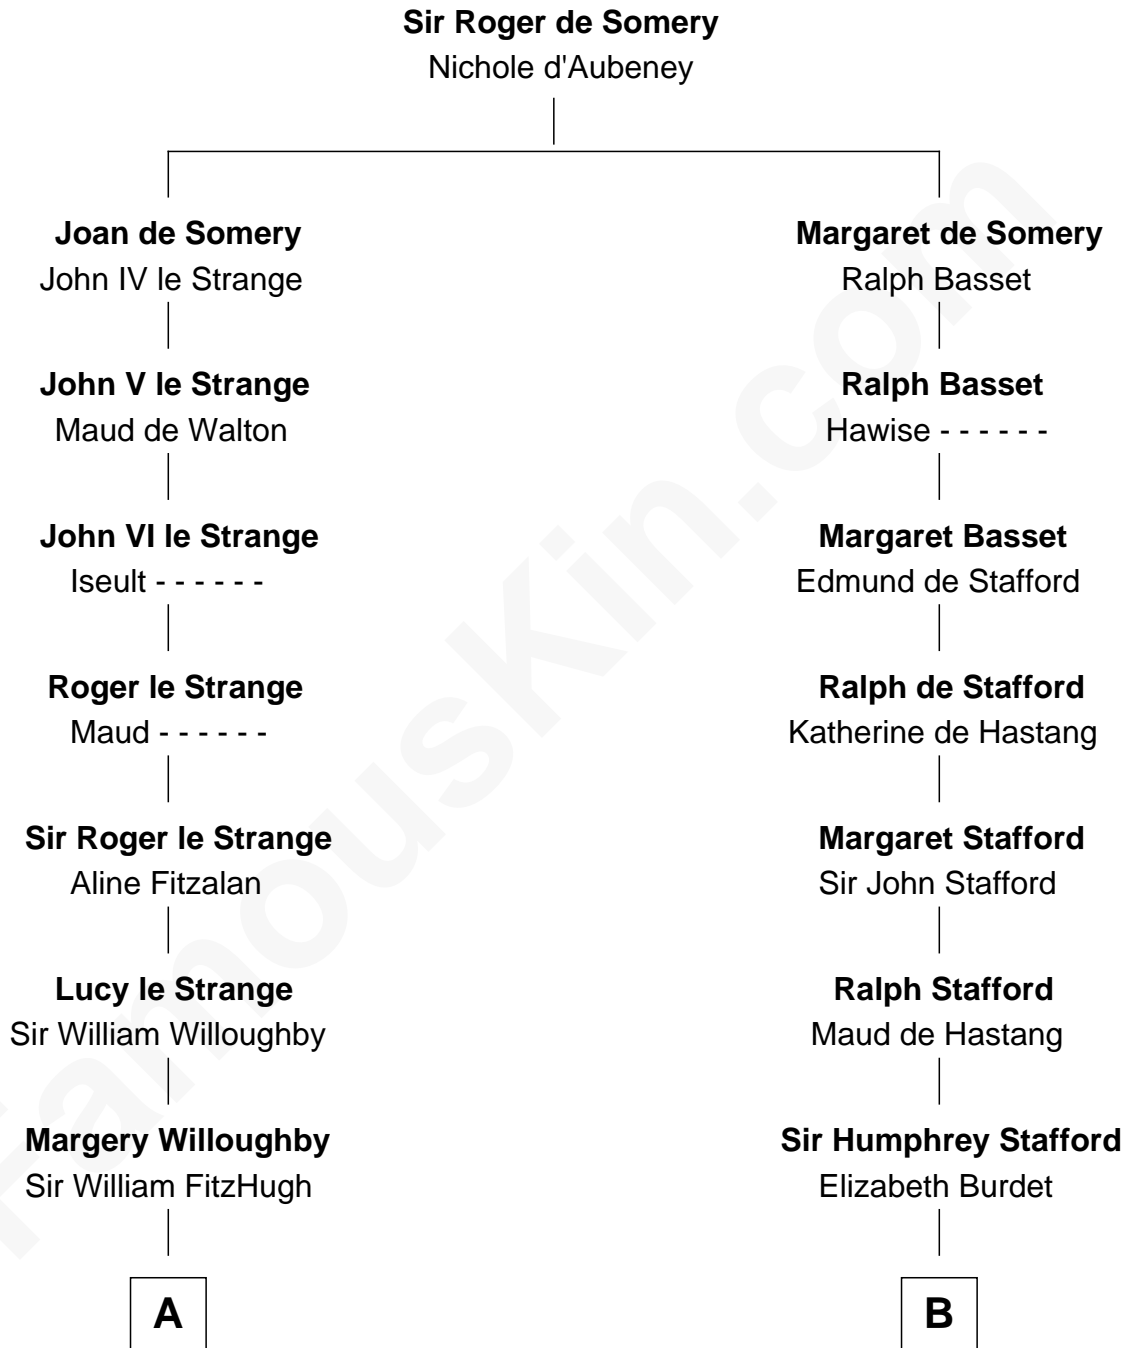 Sir Roger de Somery
Nichole d'Aubeney
Joan de Somery
John IV le Strange
John V le Strange
Maud de Walton
John VI le Strange
Iseult - - - - - -
Roger le Strange
Maud - - - - - -
Sir Roger le Strange
Aline Fitzalan
Lucy le Strange
Sir William Willoughby
Margery Willoughby
Sir William FitzHugh
A
Margaret de Somery
Ralph Basset
Ralph Basset
Hawise - - - - - -
Margaret Basset
Edmund de Stafford
Ralph de Stafford
Katherine de Hastang
Margaret Stafford
Sir John Stafford
Ralph Stafford
Maud de Hastang
Sir Humphrey Stafford
Elizabeth Burdet
B
FamousKin.com